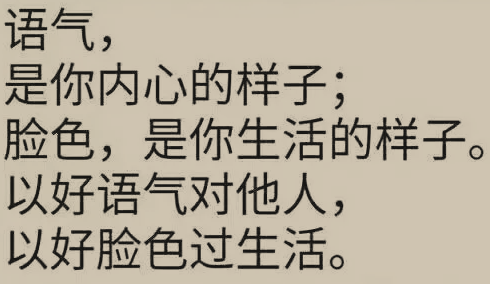 语气，
是你内心的样子；
脸色，是你生活的样子。
以好语气对他人，
以好脸色过生活。